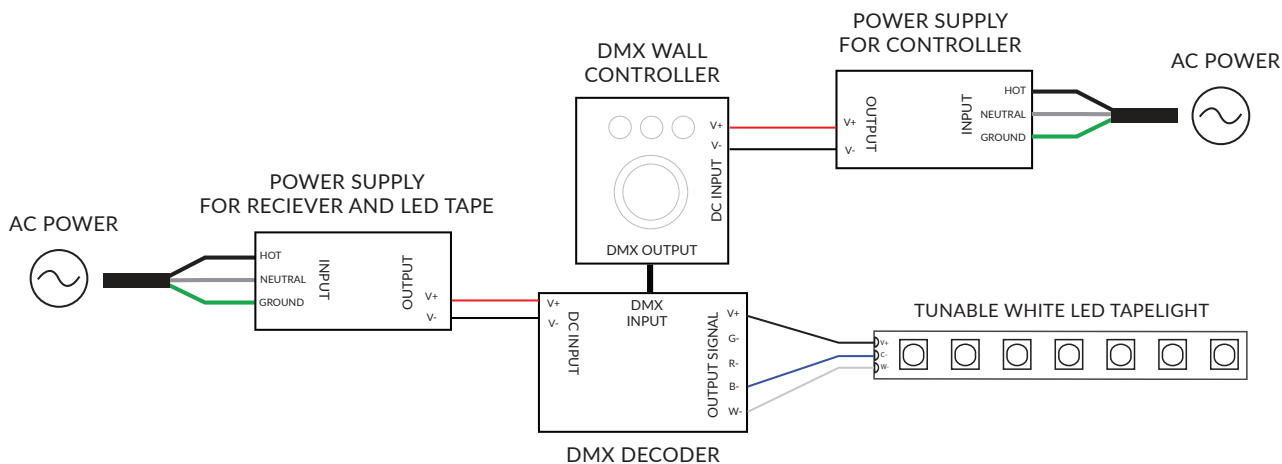 POWER SUPPLY
FOR CONTROLLER
AC POWER
DMX WALL
CONTROLLER
HOT
NEUTRAL
GROUND
INPUT
OUTPUT
V+
V-
V+
V-
DC INPUT
DMX OUTPUT
POWER SUPPLY
FOR RECIEVER AND LED TAPE
AC POWER
HOT
NEUTRAL
GROUND
INPUT
OUTPUT
V+
V-
V+
V-
DC INPUT
DMX
INPUT
OUTPUT SIGNAL
V+
G-
R-
B-
W-
DMX DECODER
TUNABLE WHITE LED TAPELIGHT
V+
C-
W-